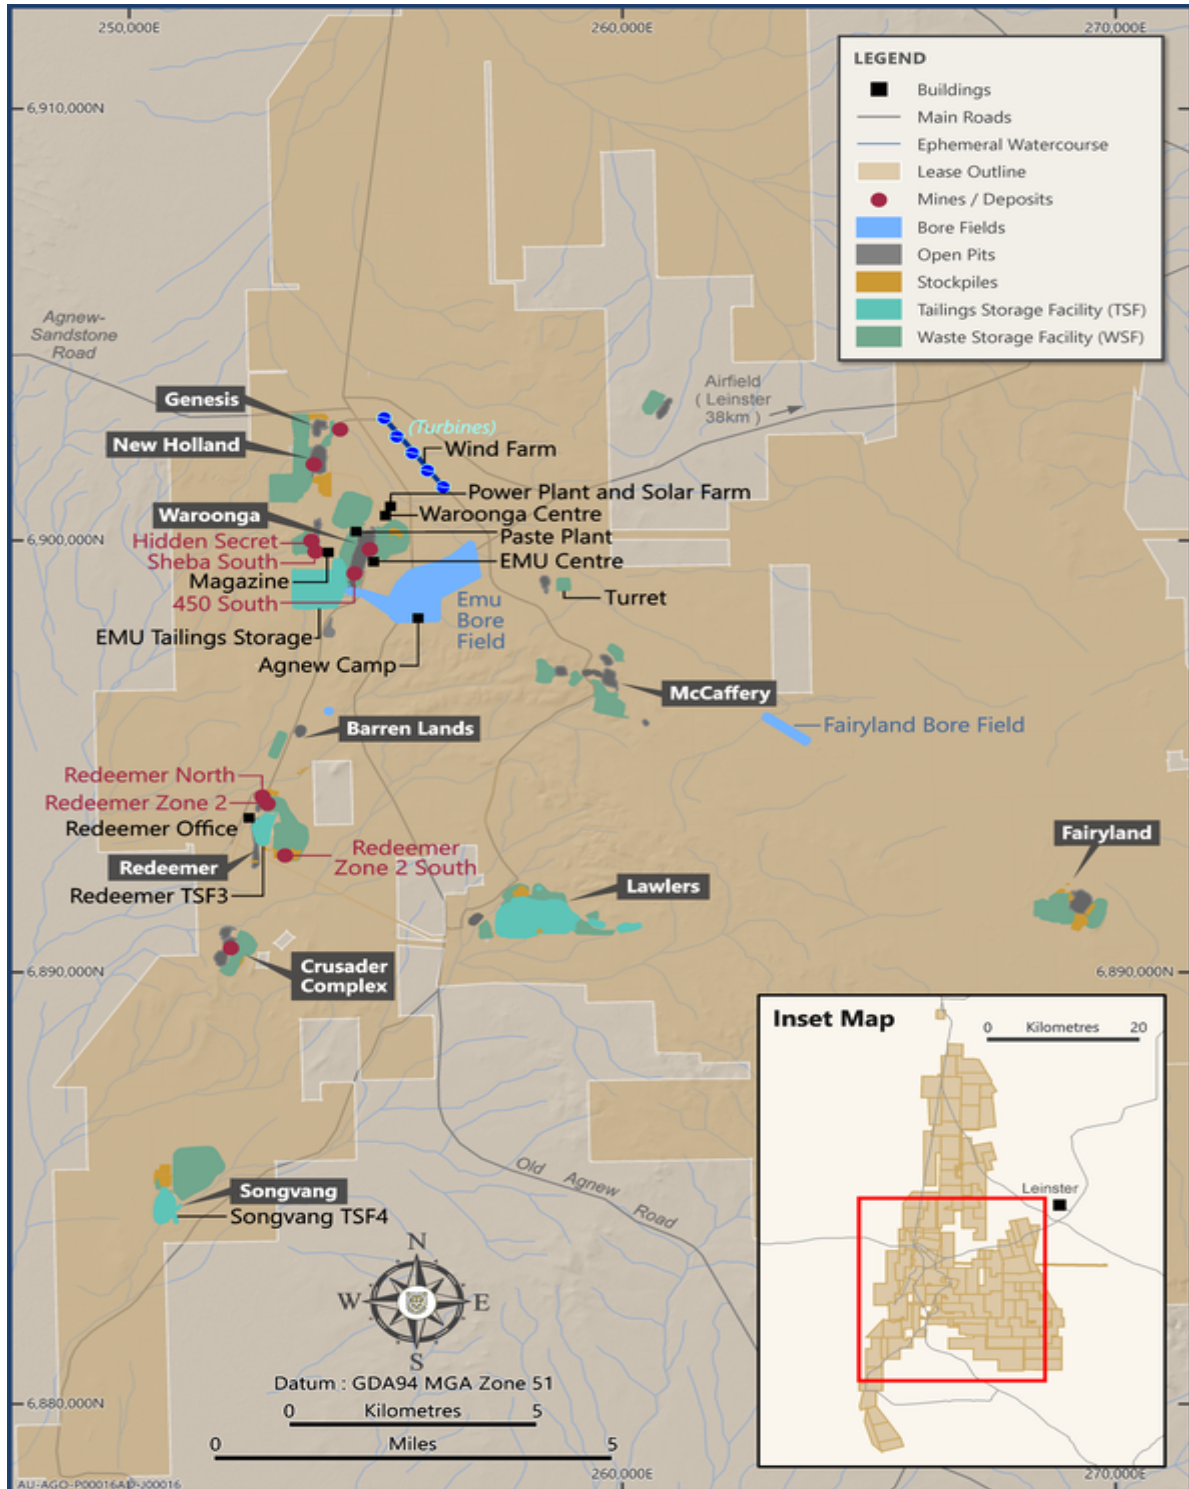 250,000E
260,000E
270,000E
6,910,000N
LEGEND
Buildings
Main Roads
Ephemeral Watercourse
Lease Outline
Mines / Deposits
Bore Fields
Open Pits
Stockpiles
Tailings Storage Facility (TSF)
Waste Storage Facility (WSF)
Agnew-
Sandstone
Road
Airfield
( Leinster
38km )
Genesis
New Holland
(Turbines)
Wind Farm
Power Plant and Solar Farm
Waroonga Centre
Waroonga
Paste Plant
6,900,000N
Hidden Secret
Sheba South
EMU Centre
Magazine
450 South
Emu
Bore
Field
Turret
EMU Tailings Storage
Agnew Camp
McCaffery
Barren Lands
Fairyland Bore Field
Redeemer North
Redeemer Zone 2
Redeemer Office
Redeemer
Zone 2 South
Redeemer
Redeemer TSF3
Fairyland
Lawlers
6,890,000N
6,890,000N
Crusader
Complex
Inset Map
0 Kilometres 20
Leinster
Old Agnew Road
Songvang
Songvang TSF4
N
W E
S
Datum : GDA94 MGA Zone 51
0 Kilometres 5
0 Miles 5
6,880,000N
260,000E
270,000E
AU-AGO-P00016AD-J00016